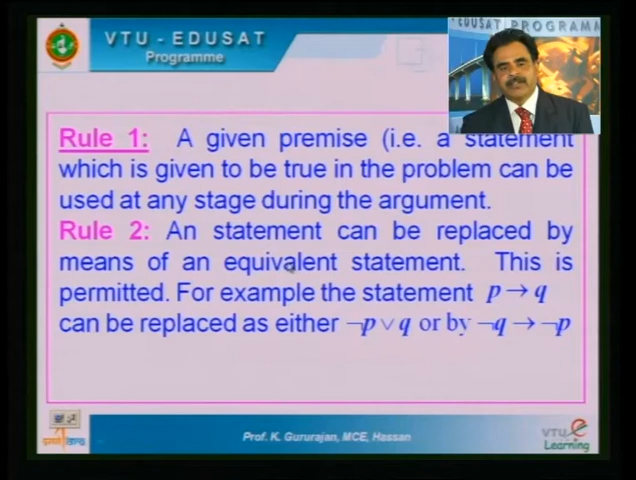 VTU - EDUSAT
Programme
EDUSAT PROGRAMM
Rule 1: A given premise (i.e. a statement
which is given to be true in the problem can be
used at any stage during the argument.
Rule 2: An statement can be replaced by
means of an equivalent statement. This is
permitted. For example the statement p → q
can be replaced as either ¬p ∨ q or by ¬q → ¬p
Prof. K. Gururajan, MCE, Hassan
VTU e
Learning